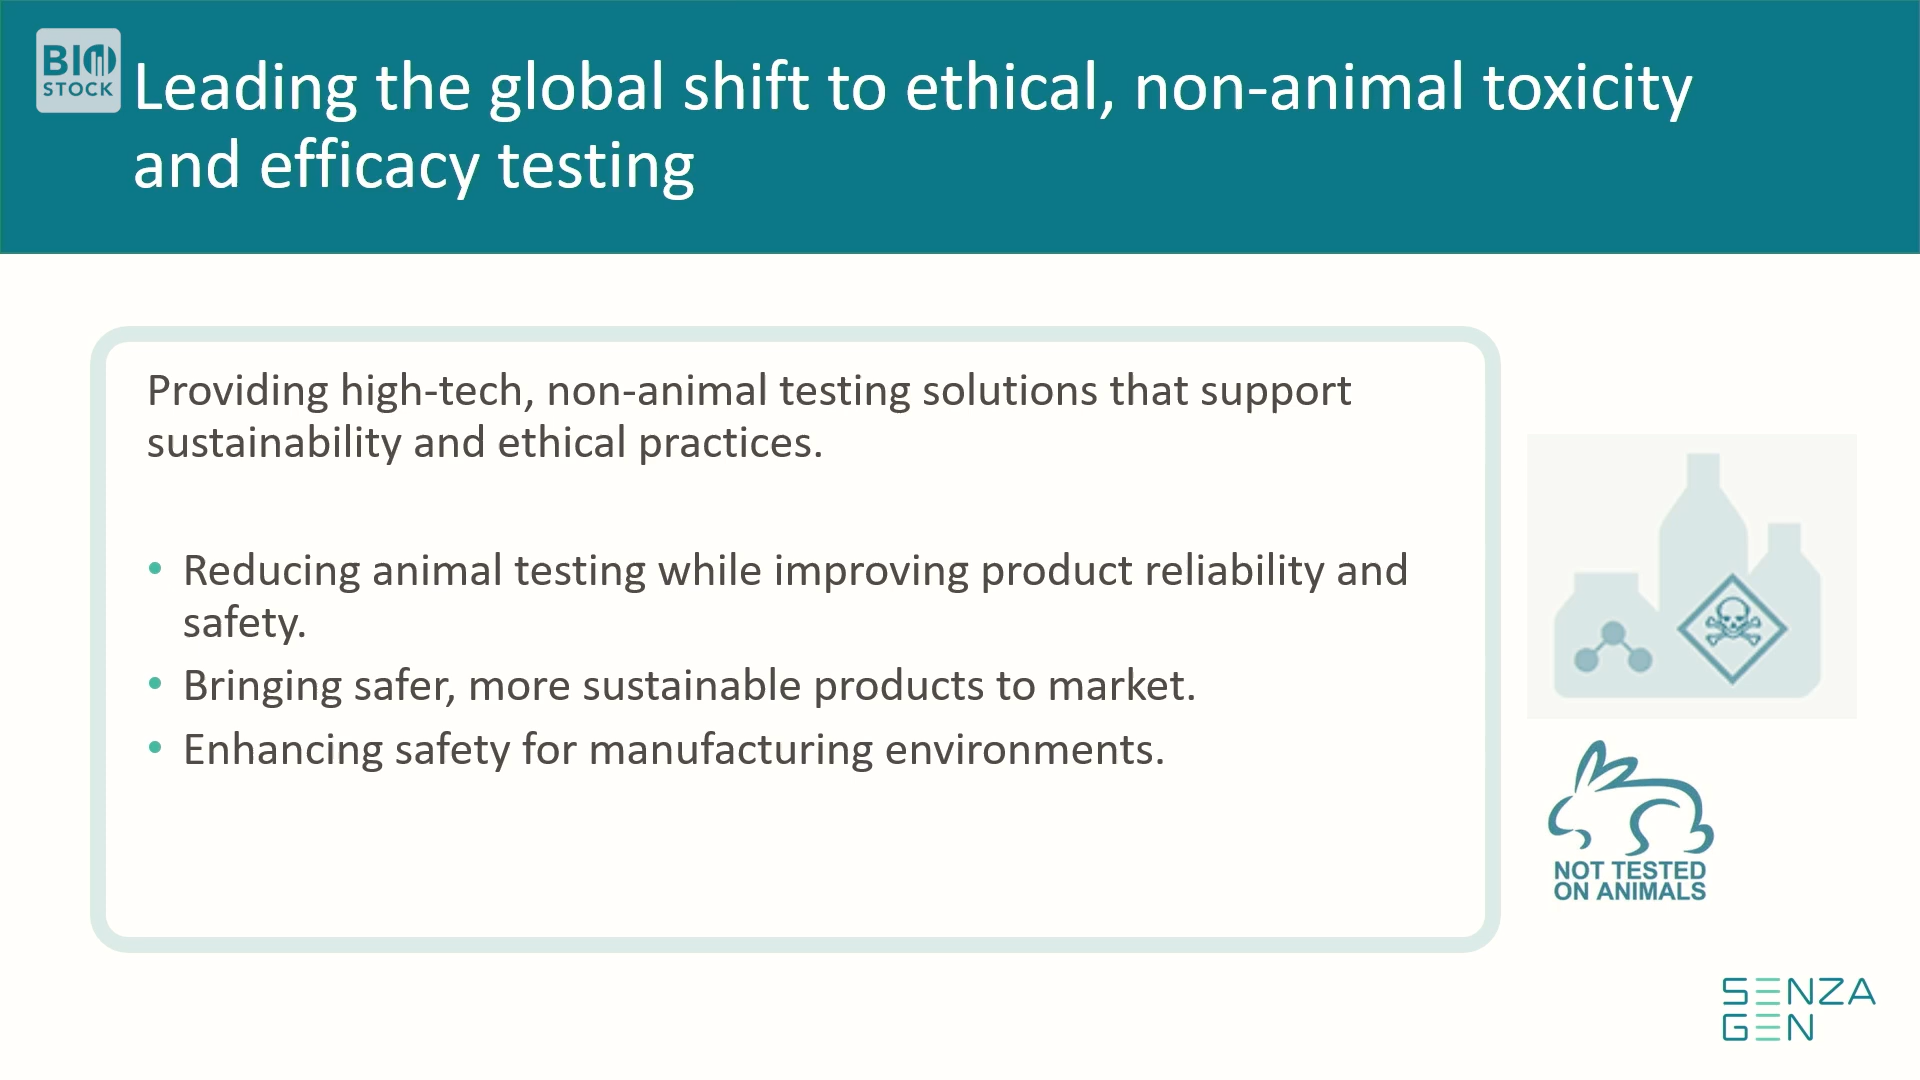 BIO
STOCK
Leading the global shift to ethical, non-animal toxicity
and efficacy testing
Providing high-tech, non-animal testing solutions that support
sustainability and ethical practices.
• Reducing animal testing while improving product reliability and
safety.
• Bringing safer, more sustainable products to market.
• Enhancing safety for manufacturing environments.
NOT TESTED
ON ANIMALS
SENZA
GEN